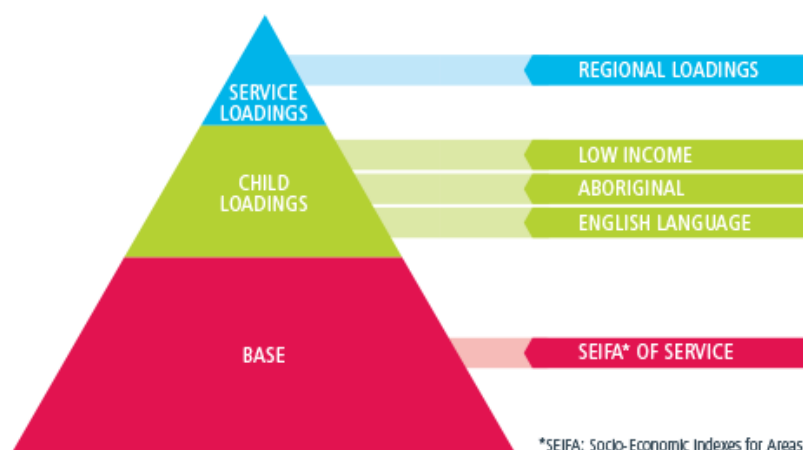 SERVICE
LOADINGS
REGIONAL LOADINGS
CHILD
LOADINGS
LOW INCOME
ABORIGINAL
ENGLISH LANGUAGE
BASE
SEIFA* OF SERVICE
*SEIFA: Socio-Economic Indexes for Areas